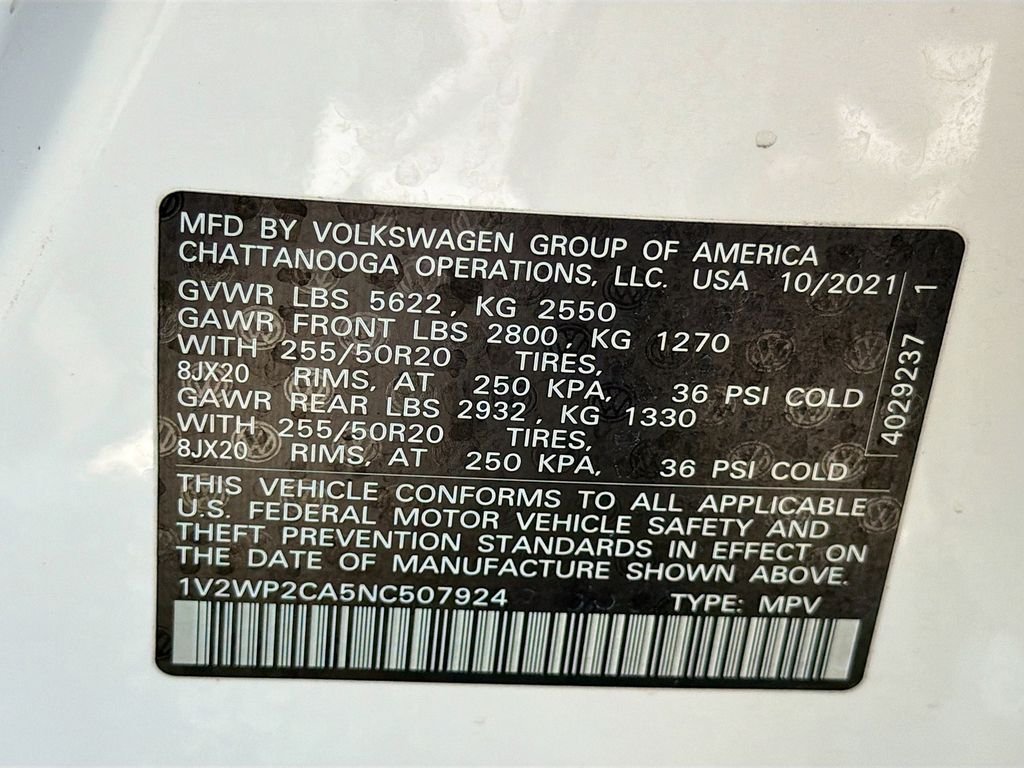 MFD BY VOLKSWAGEN GROUP OF AMERICA
CHATTANOOGA OPERATIONS, LLC. USA 10/2021
GVWR LBS 5622, KG 2550
GAWR FRONT LBS 2800, KG 1270
WITH 255/50R20 TIRES,
8JX20 RIMS, AT 250 KPA, 36 PSI COLD
GAWR REAR LBS 2932, KG 1330
WITH 255/50R20 TIRES,
8JX20 RIMS, AT 250 KPA, 36 PSI COLD
THIS VEHICLE CONFORMS TO ALL APPLICABLE
U.S. FEDERAL MOTOR VEHICLE SAFETY AND
THEFT PREVENTION STANDARDS IN EFFECT ON
THE DATE OF MANUFACTURE SHOWN ABOVE.
1V2WP2CA5NC507924 TYPE: MPV
4029237 1